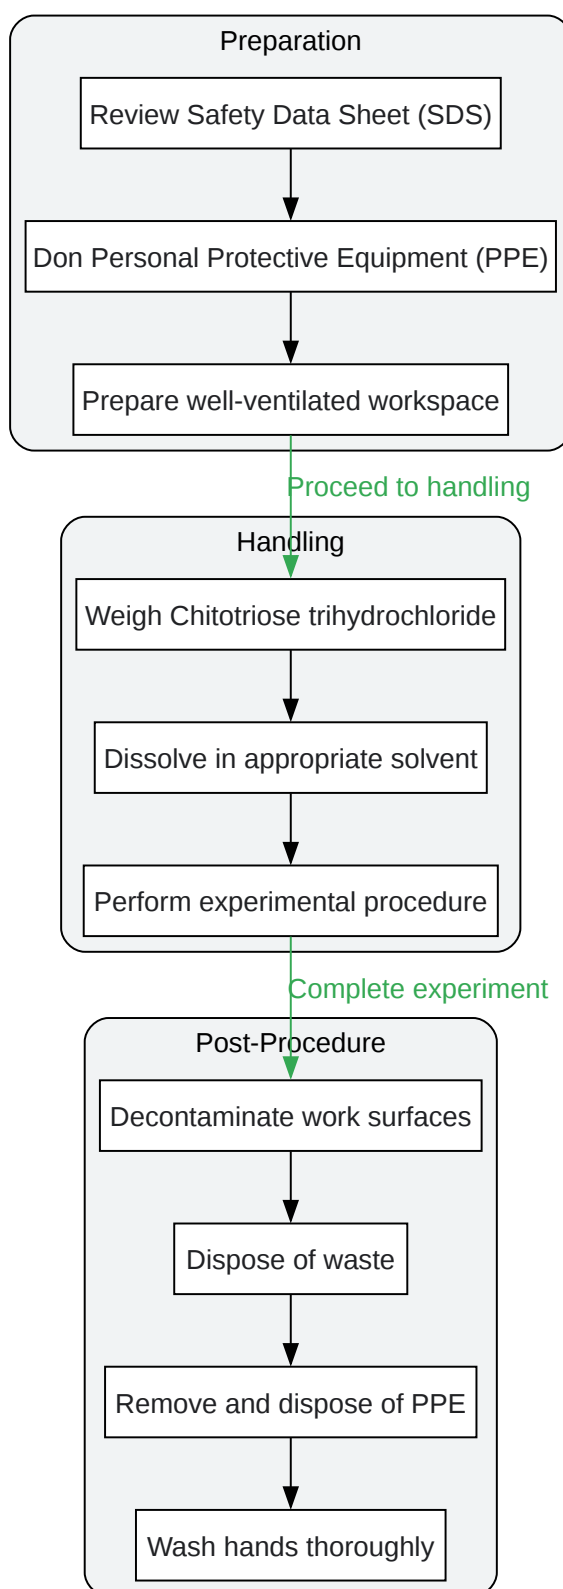 Preparation
Review Safety Data Sheet (SDS)
Don Personal Protective Equipment (PPE)
Prepare well-ventilated workspace
Proceed to handling
Handling
Weigh Chitotriose trihydrochloride
Dissolve in appropriate solvent
Perform experimental procedure
Complete experiment
Post-Procedure
Decontaminate work surfaces
Dispose of waste
Remove and dispose of PPE
Wash hands thoroughly